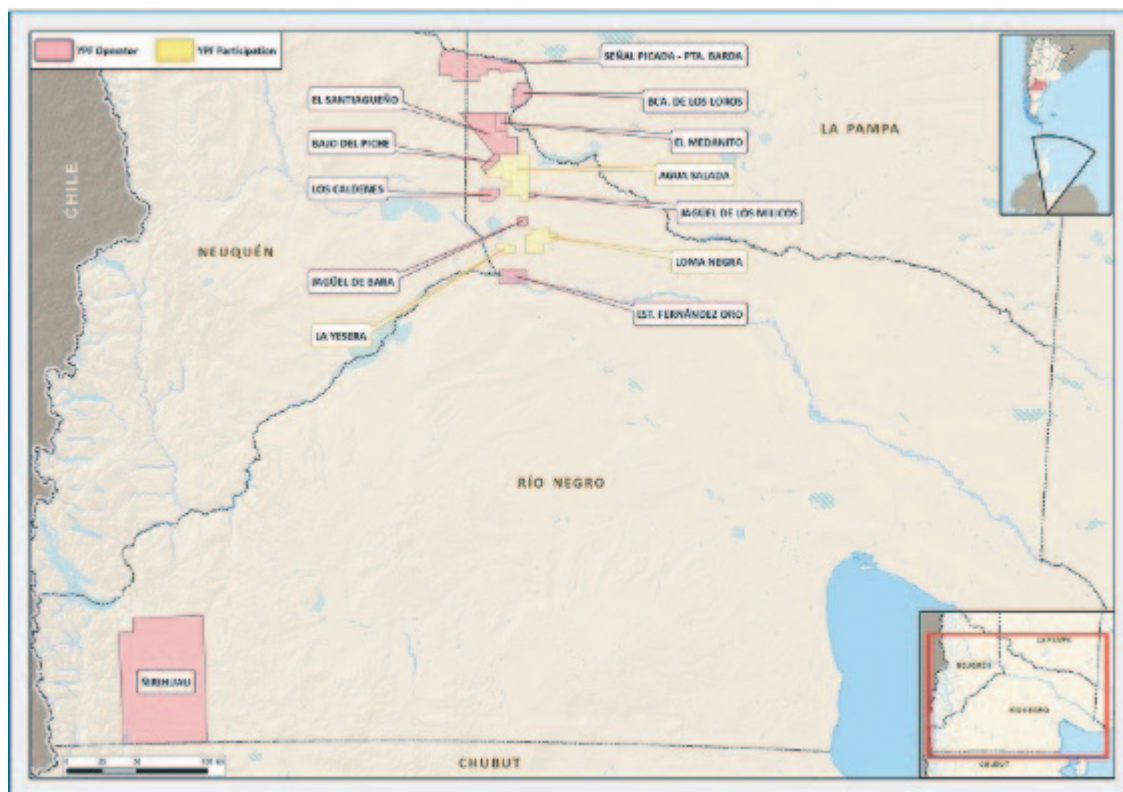 YPF Operator
YPF Participation
SEÑAL PICADA - PTA. BARDA
EL SANTIAGUEÑO
BCA. DE LOS LOROS
LA PAMPA
BAJO DEL PICHE
EL MEDANITO
LOS CALDENES
AGUA SALADA
CHILE
JAGÜEL DE LOS MILICOS
NEUQUÉN
LOMA NEGRA
JAGÜEL DE BARA
EST. FERNÁNDEZ ORO
LA YESERA
RÍO NEGRO
ÑIRIHUAU
LA PAMPA
NEUQUÉN
RÍO NEGRO
CHUBUT
CHUBUT